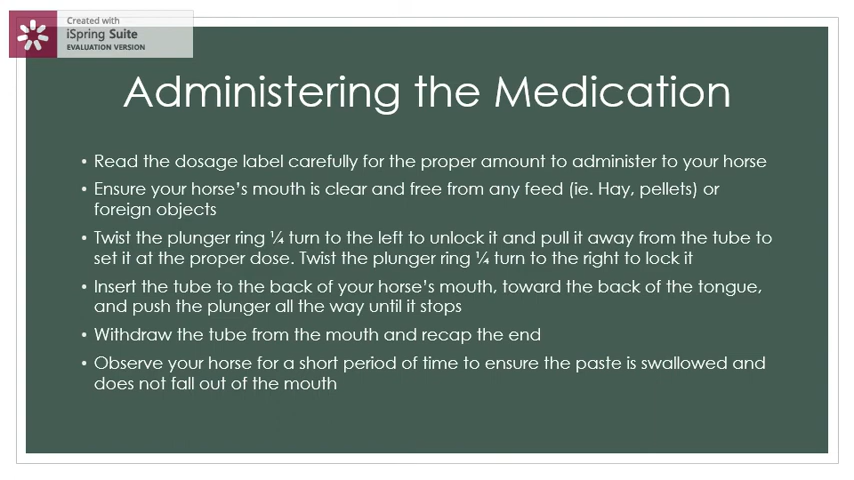 Created with
iSpring Suite
EVALUATION VERSION
Administering the Medication
• Read the dosage label carefully for the proper amount to administer to your horse
• Ensure your horse’s mouth is clear and free from any feed (ie. Hay, pellets) or
foreign objects
• Twist the plunger ring ¼ turn to the left to unlock it and pull it away from the tube to
set it at the proper dose. Twist the plunger ring ¼ turn to the right to lock it
• Insert the tube to the back of your horse’s mouth, toward the back of the tongue,
and push the plunger all the way until it stops
• Withdraw the tube from the mouth and recap the end
• Observe your horse for a short period of time to ensure the paste is swallowed and
does not fall out of the mouth